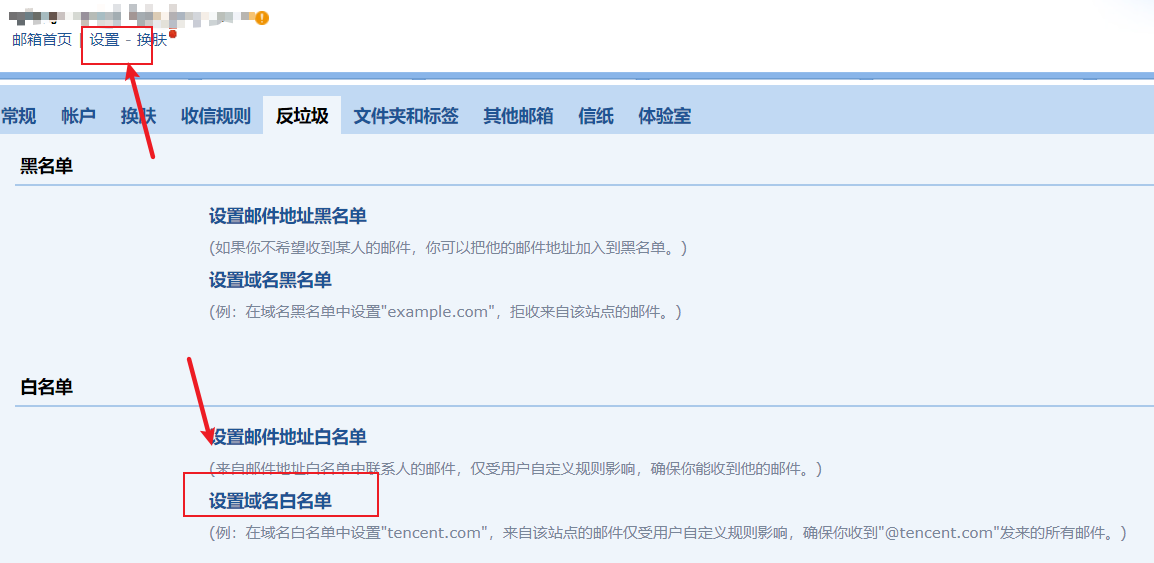 邮箱首页 | 设置 - 换肤
常规 帐户 换肤 收信规则 反垃圾 文件夹和标签 其他邮箱 信纸 体验室
黑名单
设置邮件地址黑名单
(如果你不希望收到某人的邮件，你可以把他的邮件地址加入到黑名单。)
设置域名黑名单
(例：在域名黑名单中设置"example.com"，拒收来自该站点的邮件。)
白名单
设置邮件地址白名单
(来自邮件地址白名单中联系人的邮件，仅受用户自定义规则影响，确保你能收到他的邮件。)
设置域名白名单
(例：在域名白名单中设置"tencent.com"，来自该站点的邮件仅受用户自定义规则影响，确保你收到"@tencent.com"发来的所有邮件。)